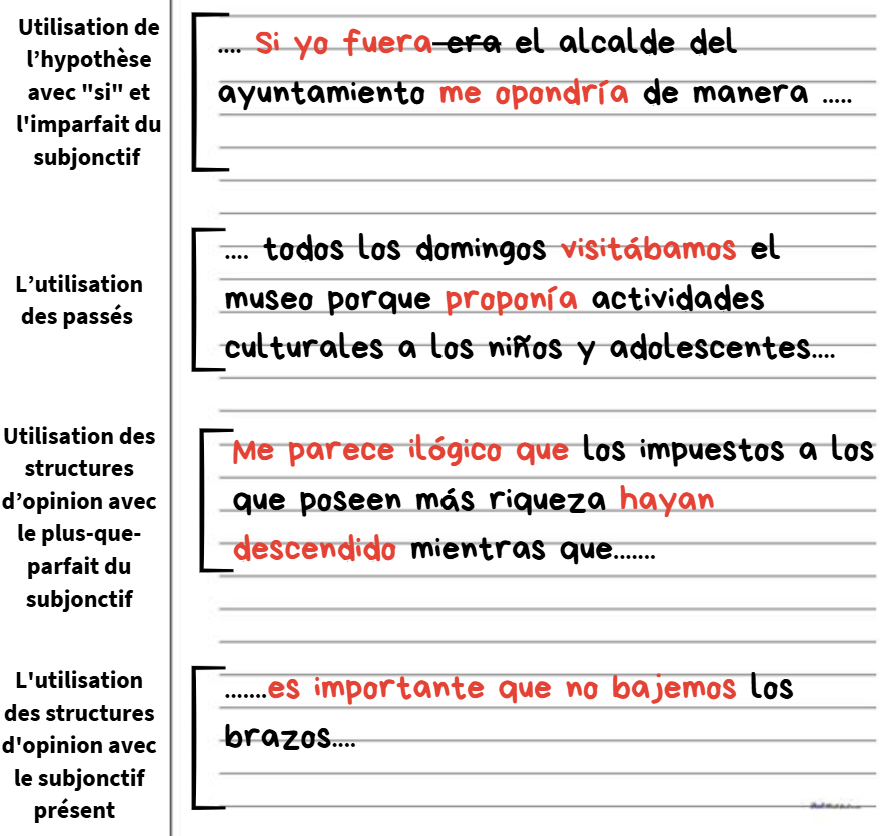 Utilisation de
l'hypothèse
avec "si" et
l'imparfait du
subjonctif
.... Si yo fuera era el alcalde del
ayuntamiento me opondría de manera .....
L'utilisation
des passés
.... todos los domingos visitábamos el
museo porque proponía actividades
culturales a los niños y adolescentes....
Utilisation des
structures
d'opinion avec
le plus-que-
parfait du
subjonctif
Me parece ilógico que los impuestos a los
que poseen más riqueza hayan
descendido mientras que.......
L'utilisation
des structures
d'opinion avec
le subjonctif
présent
.......es importante que no bajemos los
brazos....